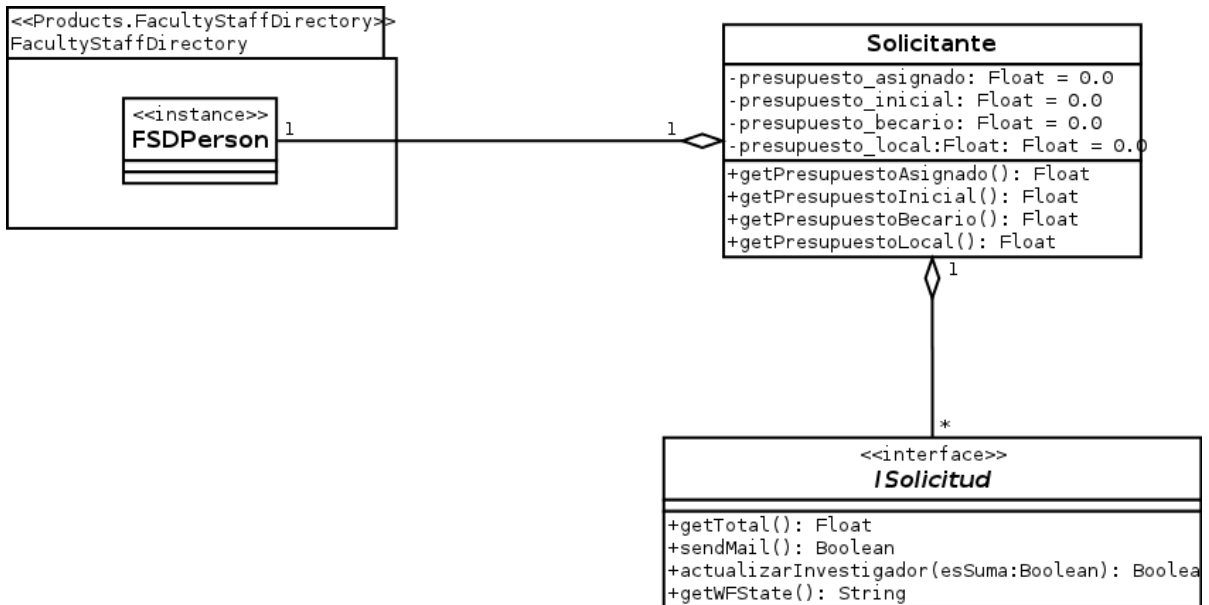 <<Products.FacultyStaffDirectory>>
FacultyStaffDirectory
<<instance>>
FSDPerson
1
1
Solicitante
-presupuesto_asignado: Float = 0.0
-presupuesto_inicial: Float = 0.0
-presupuesto_becario: Float = 0.0
-presupuesto_local:Float: Float = 0.0
+getPresupuestoAsignado(): Float
+getPresupuestoInicial(): Float
+getPresupuestoBecario(): Float
+getPresupuestoLocal(): Float
1
*
<<interface>>
ISolicitud
+getTotal(): Float
+sendMail(): Boolean
+actualizarInvestigador(esSuma:Boolean): Boolea
+getWFState(): String